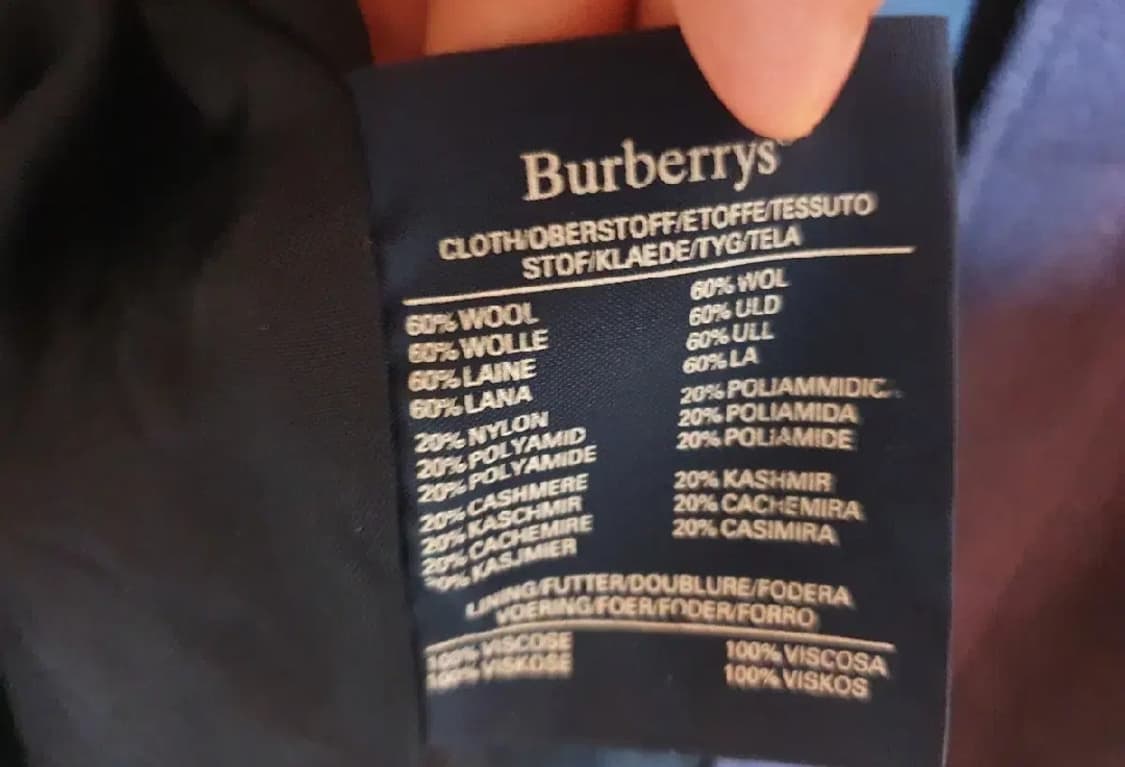 Burberrys
CLOTH/OBERSTOFF/ETOFFE/TESSUTO
STOF/KLAEDE/TYG/TELA
60% WOOL
60% WOLLE
60% LAINE
60% LANA
20% NYLON
20% POLYAMID
20% POLYAMIDE
20% CASHMERE
20% KASCHMIR
20% CACHEMIRE
20% KASJMIER
60% WOL
60% ULD
60% ULL
60% LA
20% POLIAMMIDIC
20% POLIAMIDA
20% POLIAMIDE
20% KASHMIR
20% CACHEMIRA
20% CASIMIRA
LINING/FUTTER/DOUBLURE/FODERA
VOERING/FOER/FODER/FORRO
100% VISCOSE
100% VISKOSE
100% VISCOSA
100% VISKOS